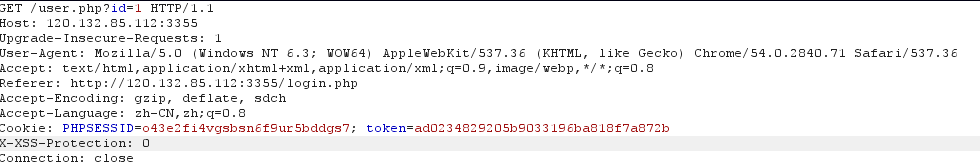 GET /user.php?id=1 HTTP/1.1
Host: 120.132.85.112:3355
Upgrade-Insecure-Requests: 1
User-Agent: Mozilla/5.0 (Windows NT 6.3; WOW64) AppleWebKit/537.36 (KHTML, like Gecko) Chrome/54.0.2840.71 Safari/537.36
Accept: text/html,application/xhtml+xml,application/xml;q=0.9,image/webp,*/*;q=0.8
Referer: http://120.132.85.112:3355/login.php
Accept-Encoding: gzip, deflate, sdch
Accept-Language: zh-CN,zh;q=0.8
Cookie: PHPSESSID=o43e2fi4vgsbsn6f9ur5bddgs7; token=ad0234829205b9033196ba818f7a872b
X-XSS-Protection: 0
Connection: close